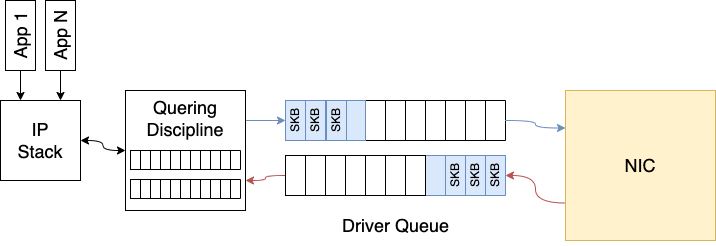 App 1
App N
IP
Stack
Quering
Discipline
SKB
SKB
SKB
SKB
SKB
SKB
Driver Queue
NIC